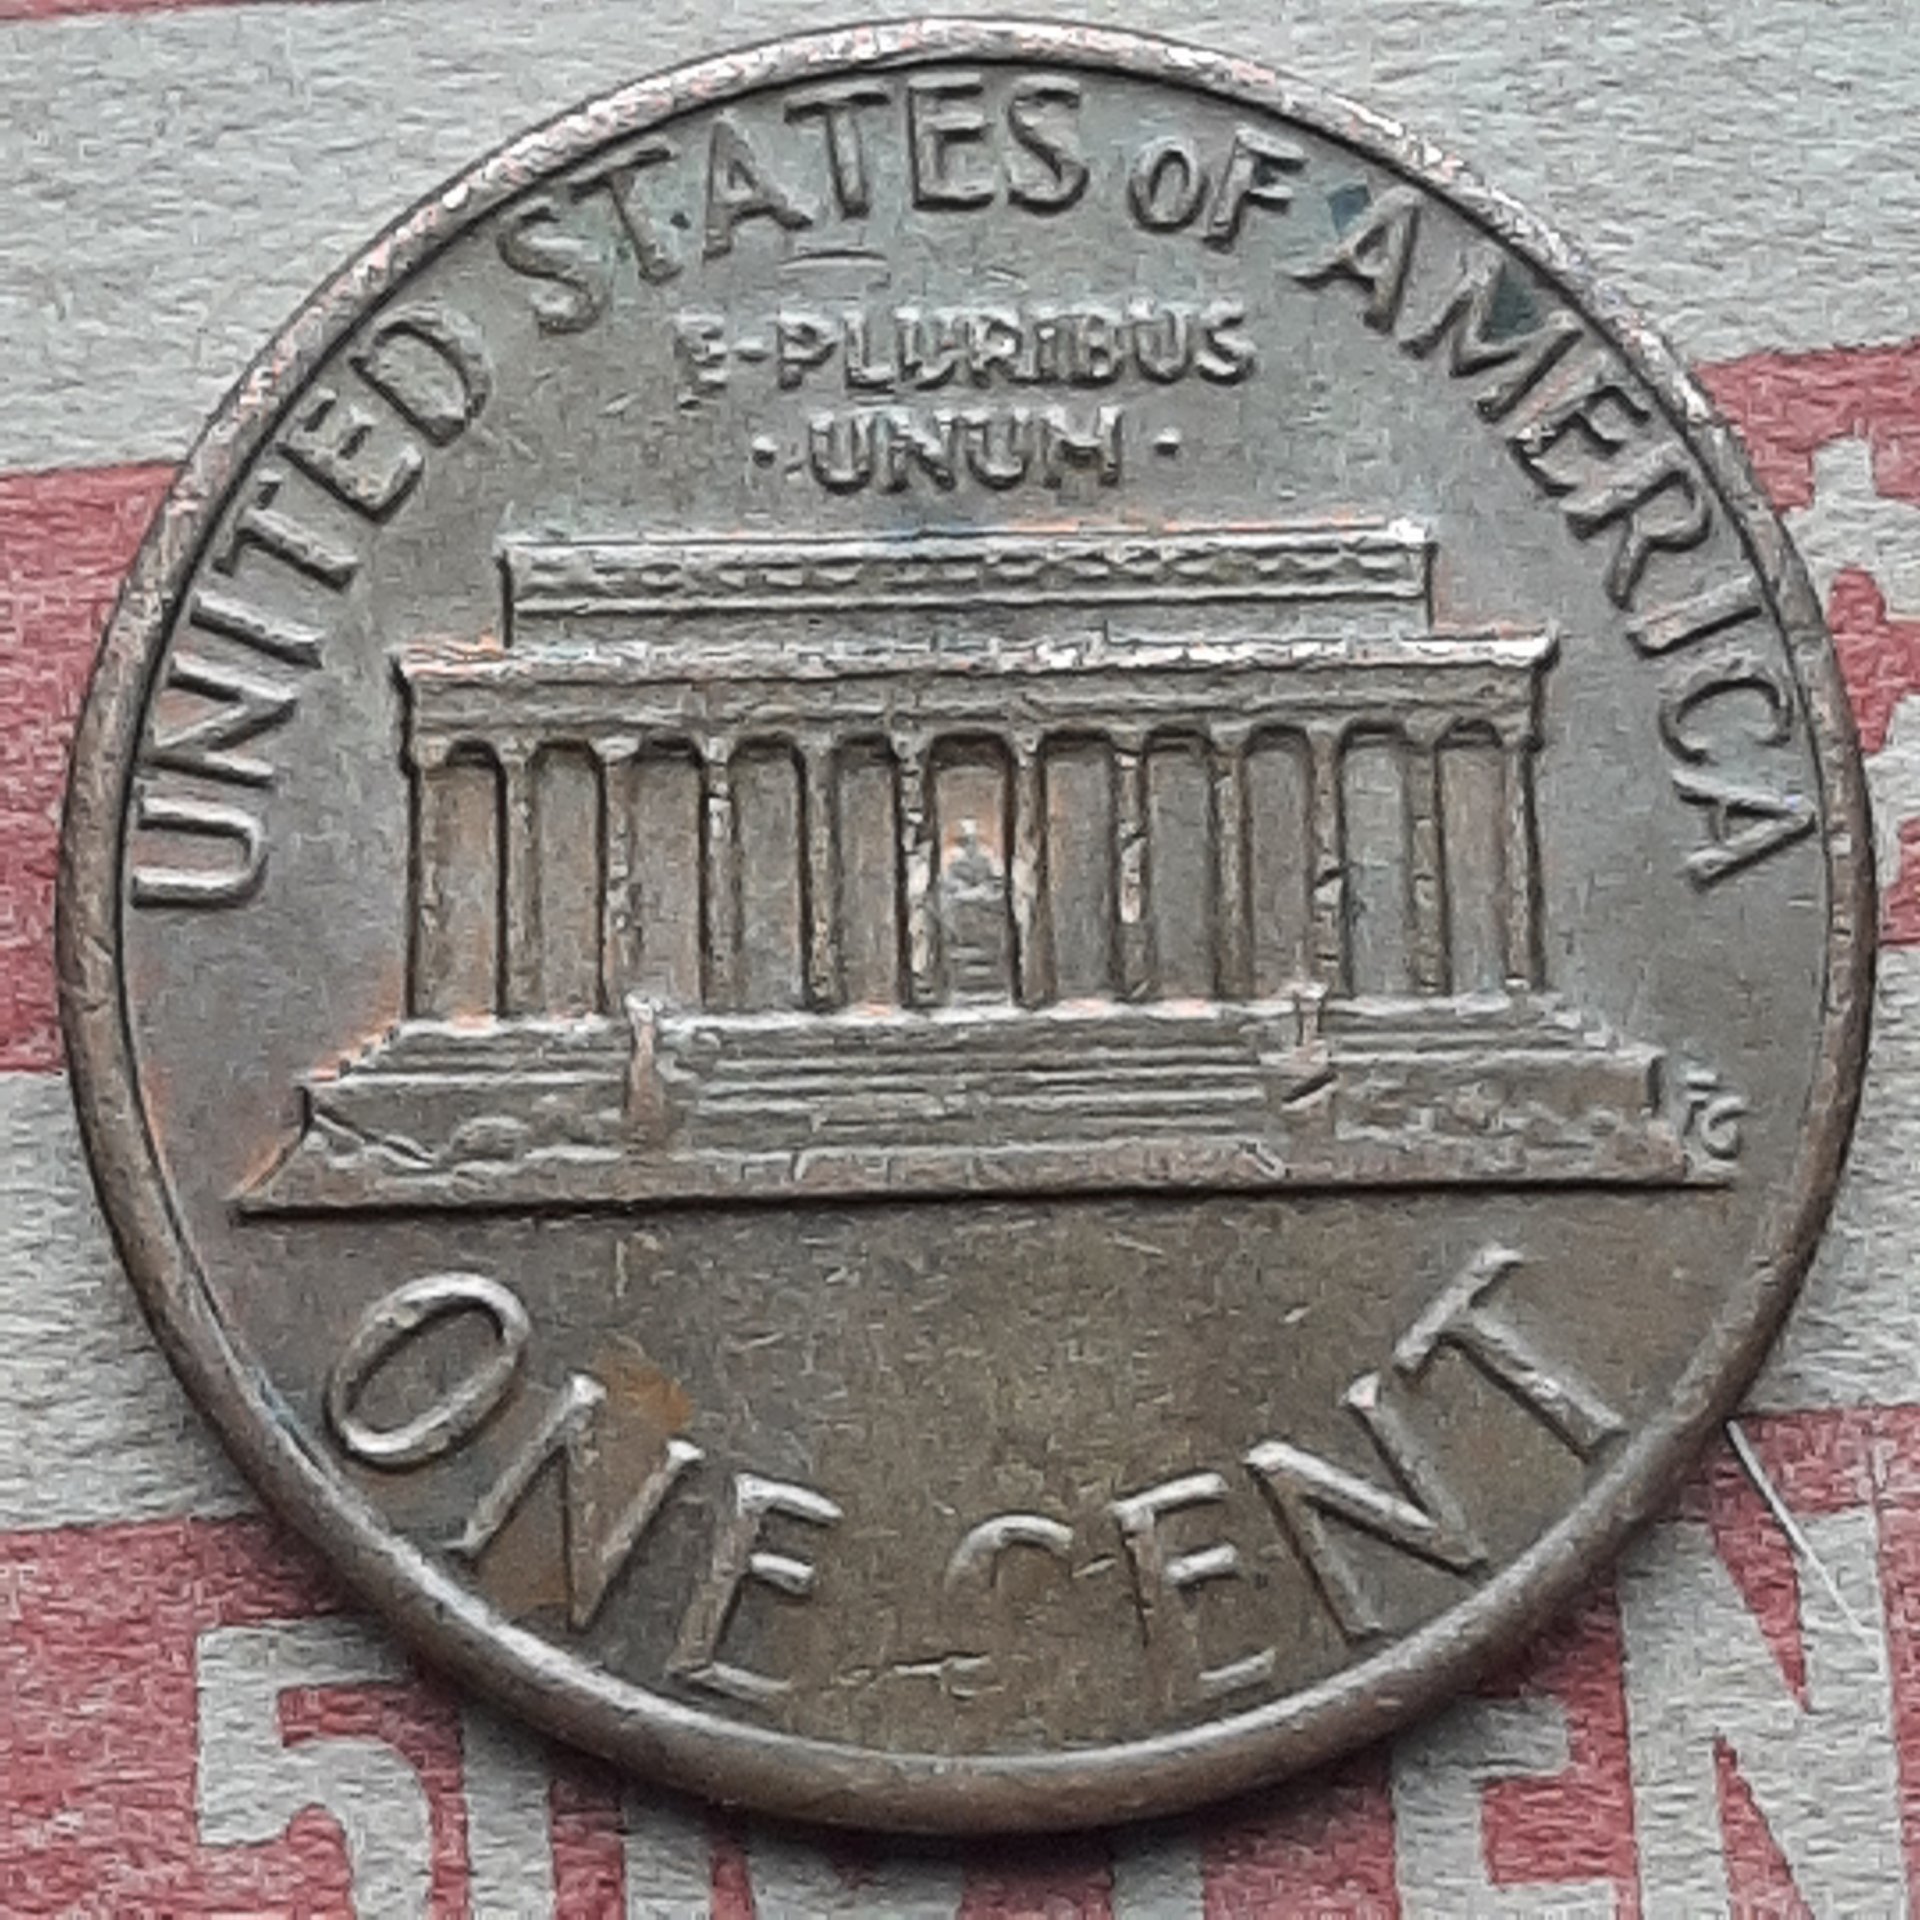 UNITED STATES OF AMERICA
E·PLURIBUS
·UNUM·
FG
ONE CENT